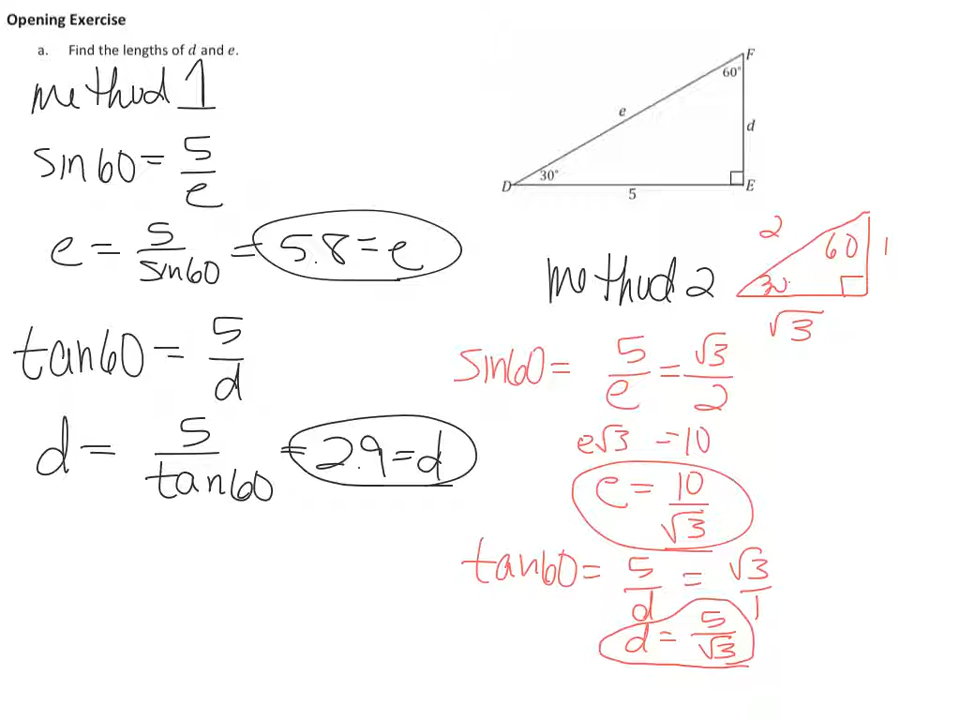 Opening Exercise
a. Find the lengths of d and e.
method 1
sin60 = 5/e
e = 5/sin60 = 5.8 = e
tan60 = 5/d
d = 5/tan60 = 2.9 = d
F
60°
e
d
D
30°
E
5
method 2
2
60
1
30
√3
sin60 = 5/e = √3/2
e√3 = 10
e = 10/√3
tan60 = 5/d = √3/1
d = 5/√3